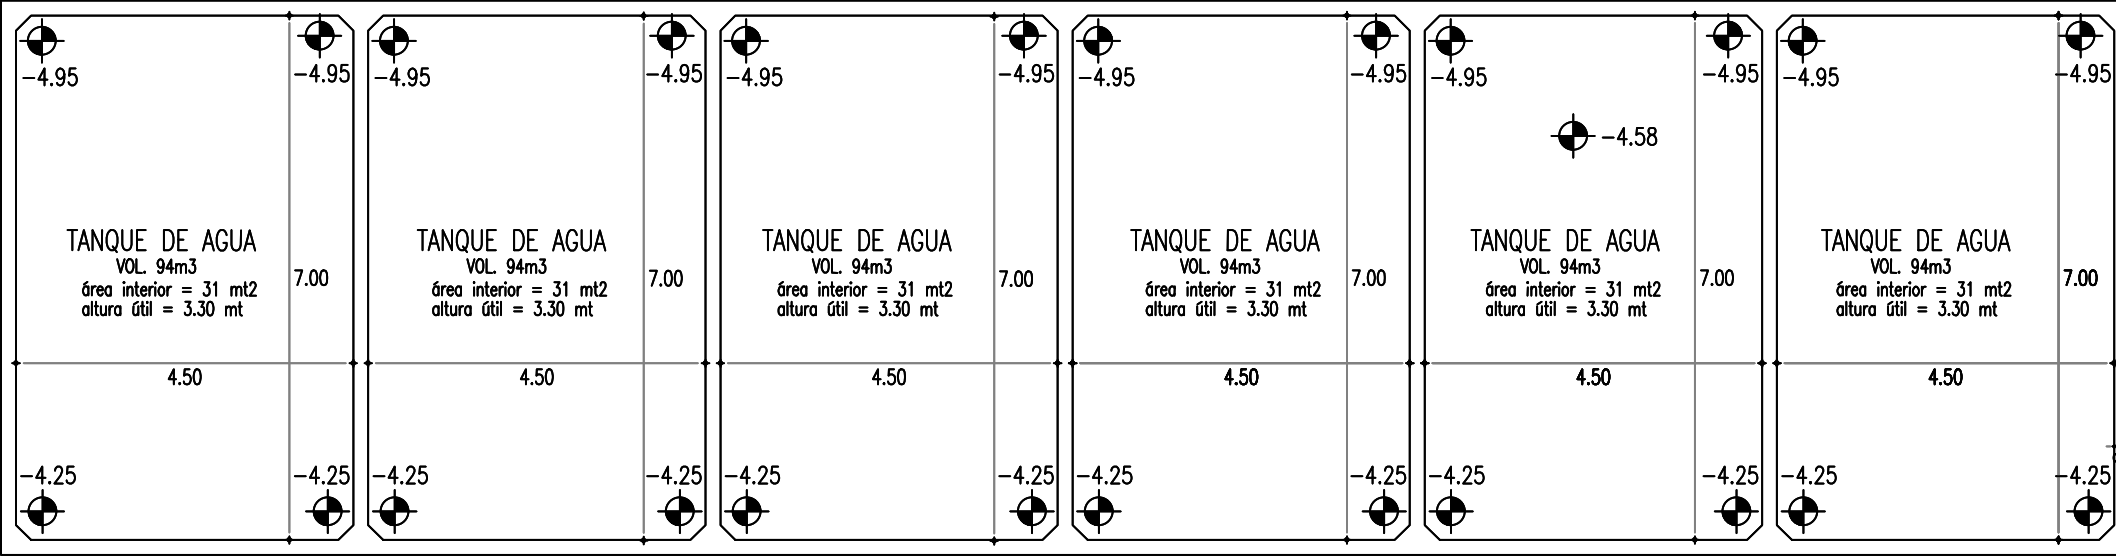 -4.95 -4.95 -4.95 -4.95 -4.95 -4.95 -4.95 -4.95 -4.95 -4.95 -4.95 -4.95
-4.58
TANQUE DE AGUA TANQUE DE AGUA TANQUE DE AGUA TANQUE DE AGUA TANQUE DE AGUA TANQUE DE AGUA
VOL. 94m3 VOL. 94m3 VOL. 94m3 VOL. 94m3 VOL. 94m3 VOL. 94m3
7.00 7.00 7.00 7.00 7.00 7.00
área interior = 31 mt2 área interior = 31 mt2 área interior = 31 mt2 área interior = 31 mt2 área interior = 31 mt2 área interior = 31 mt2
altura útil = 3.30 mt altura útil = 3.30 mt altura útil = 3.30 mt altura útil = 3.30 mt altura útil = 3.30 mt altura útil = 3.30 mt
4.50 4.50 4.50 4.50 4.50 4.50
-4.25 -4.25 -4.25 -4.25 -4.25 -4.25 -4.25 -4.25 -4.25 -4.25 -4.25 -4.25